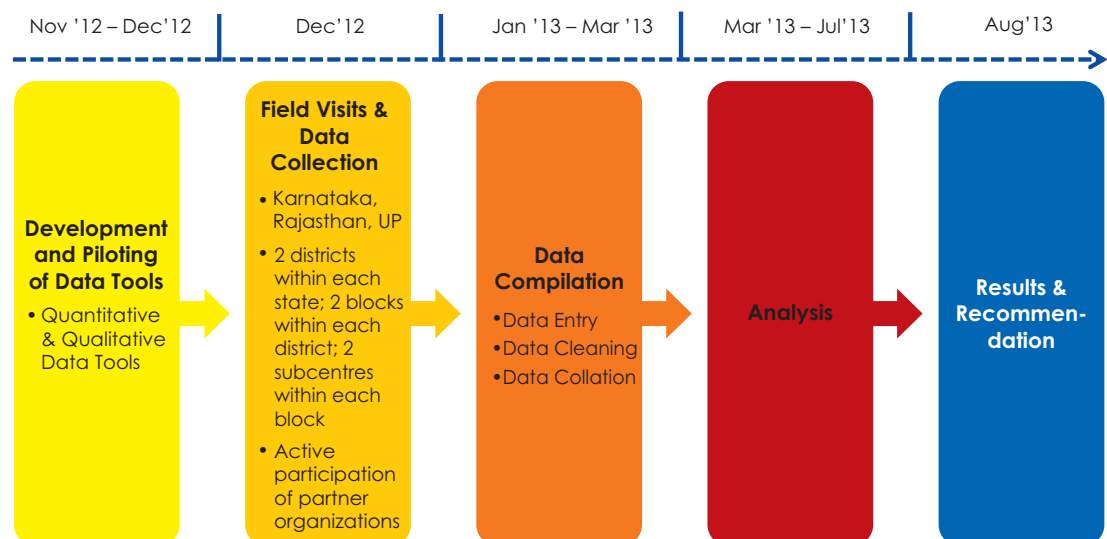 Nov ’12 – Dec’12
Dec’12
Jan ’13 – Mar ’13
Mar ’13 – Jul’13
Aug’13
Development
and Piloting
of Data Tools
• Quantitative
& Qualitative
Data Tools
Field Visits &
Data
Collection
• Karnataka,
Rajasthan, UP
• 2 districts
within each
state; 2 blocks
within each
district; 2
subcentres
within each
block
• Active
participation
of partner
organizations
Data
Compilation
•Data Entry
•Data Cleaning
•Data Collation
Analysis
Results &
Recommen-
dation